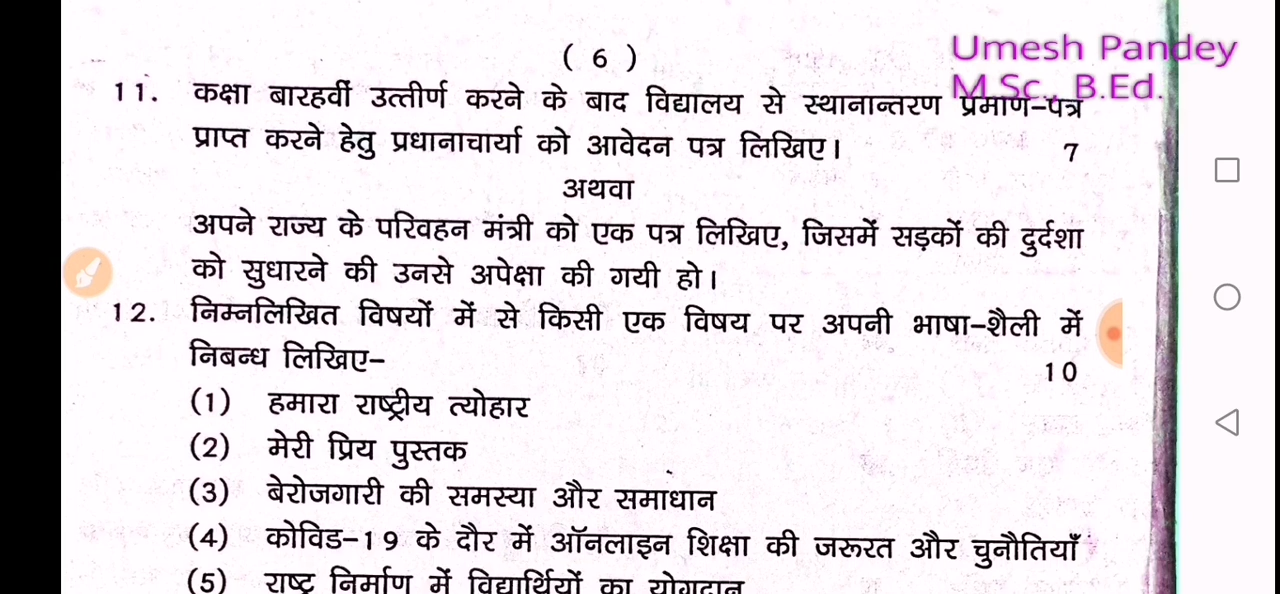 ( 6 )
Umesh Pandey
M.Sc., B.Ed.
11. कक्षा बारहवीं उत्तीर्ण करने के बाद विद्यालय से स्थानान्तरण प्रमाण-पत्र
प्राप्त करने हेतु प्रधानाचार्या को आवेदन पत्र लिखिए। 7
अथवा
अपने राज्य के परिवहन मंत्री को एक पत्र लिखिए, जिसमें सड़कों की दुर्दशा
को सुधारने की उनसे अपेक्षा की गयी हो।
12. निम्नलिखित विषयों में से किसी एक विषय पर अपनी भाषा-शैली में
निबन्ध लिखिए- 10
(1) हमारा राष्ट्रीय त्योहार
(2) मेरी प्रिय पुस्तक
(3) बेरोजगारी की समस्या और समाधान
(4) कोविड-19 के दौर में ऑनलाइन शिक्षा की जरूरत और चुनौतियाँ
(5) राष्ट्र निर्माण में विद्यार्थियों का योगदान